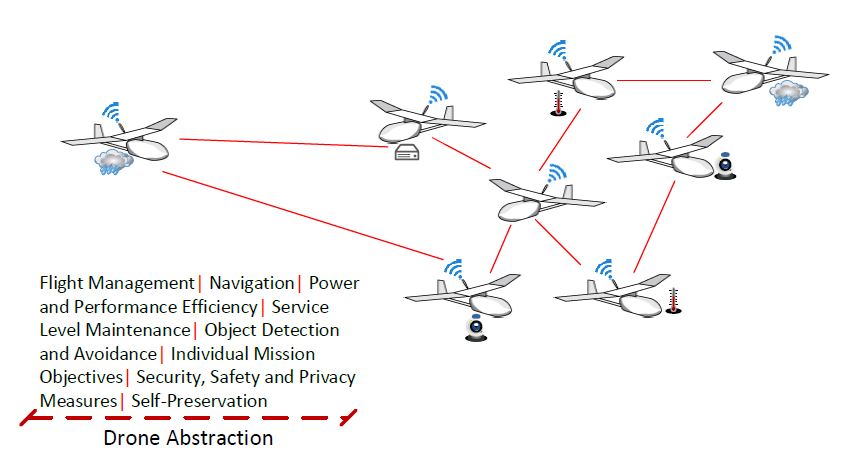 Flight Management| Navigation| Power
and Performance Efficiency| Service
Level Maintenance| Object Detection
and Avoidance| Individual Mission
Objectives| Security, Safety and Privacy
Measures| Self-Preservation
Drone Abstraction